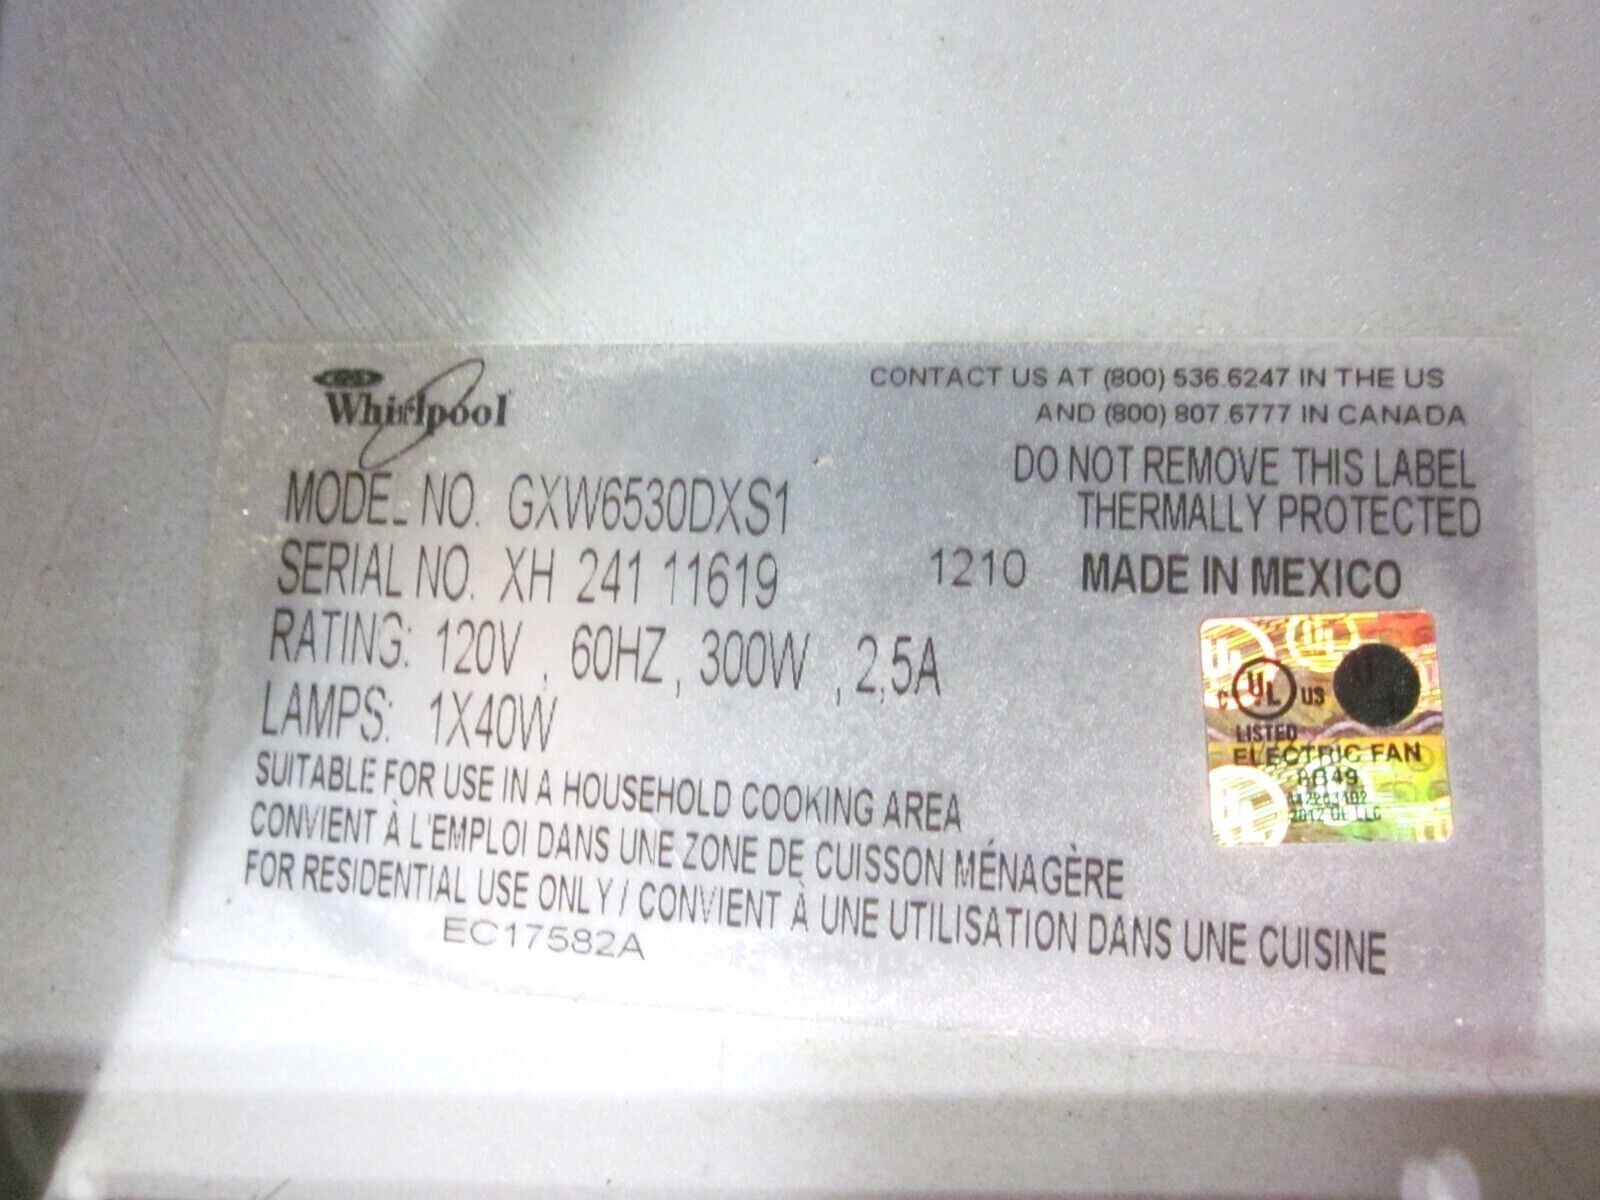 Whirlpool
CONTACT US AT (800) 536.6247 IN THE US
AND (800) 807.6777 IN CANADA
DO NOT REMOVE THIS LABEL
THERMALLY PROTECTED
MODEL NO. GXW6530DXS1
SERIAL NO. XH 241 11619
1210 MADE IN MEXICO
RATING: 120V , 60HZ, 300W , 2,5A
LAMPS: 1X40W
C UL US
LISTED
ELECTRIC FAN
2012 UL LLC
SUITABLE FOR USE IN A HOUSEHOLD COOKING AREA
CONVIENT À L'EMPLOI DANS UNE ZONE DE CUISSON MÉNAGÈRE
FOR RESIDENTIAL USE ONLY / CONVIENT À UNE UTILISATION DANS UNE CUISINE
EC17582A